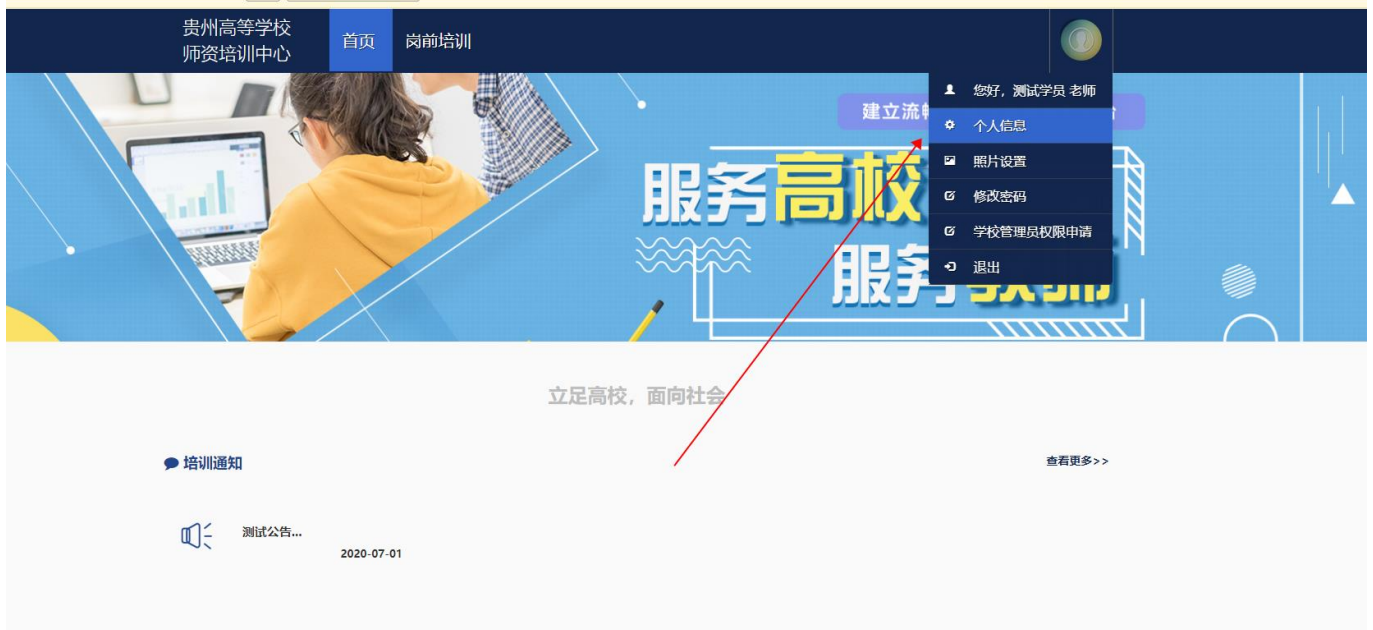 贵州高等学校
师资培训中心
首页
岗前培训
您好，测试学员 老师
个人信息
照片设置
修改密码
学校管理员权限申请
退出
建立流
服务高校
服务教师
立足高校，面向社会
培训通知
查看更多>>
测试公告...
2020-07-01